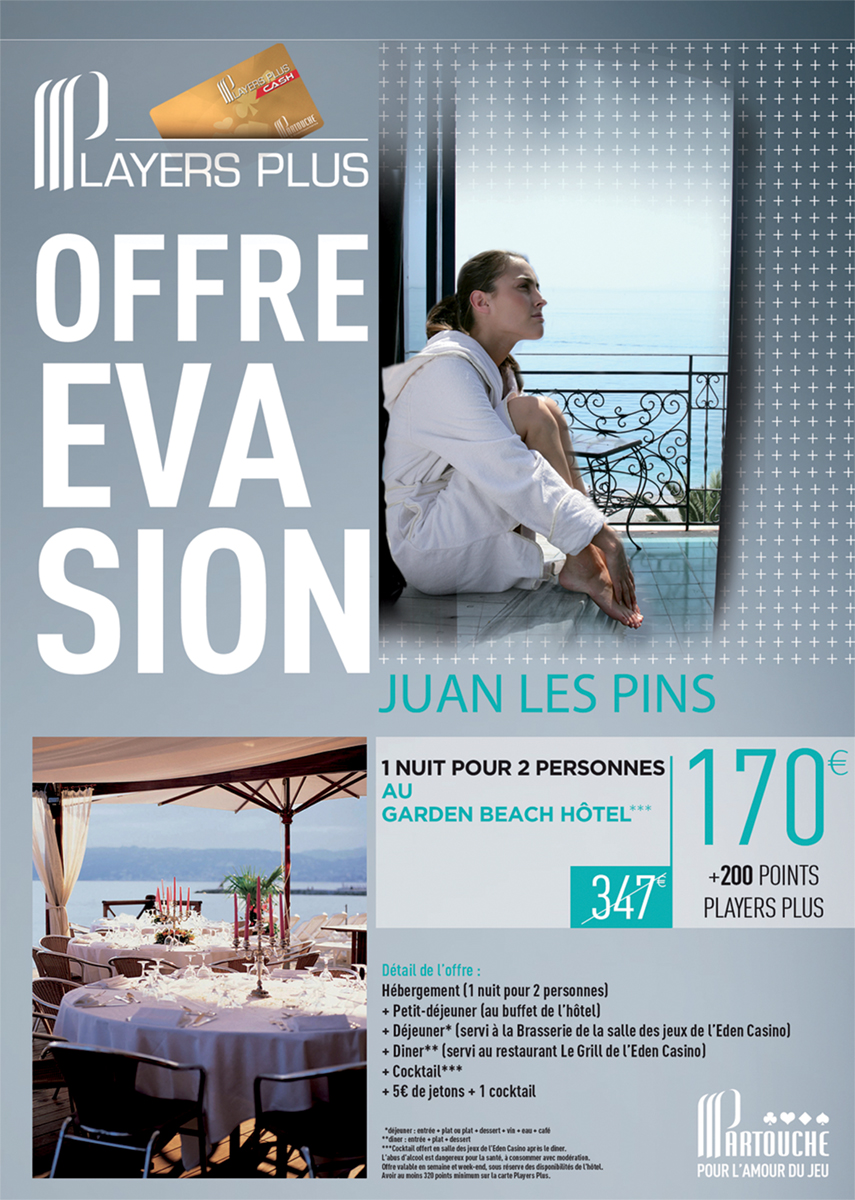 PLAYERS PLUS
CASH
PARTOUCHE
PLAYERS PLUS
OFFRE
EVA
SION
JUAN LES PINS
1 NUIT POUR 2 PERSONNES
AU
GARDEN BEACH HÔTEL***
347€
170€
+200 POINTS
PLAYERS PLUS
Détail de l'offre :
Hébergement (1 nuit pour 2 personnes)
+ Petit-déjeuner (au buffet de l'hôtel)
+ Déjeuner* (servi à la Brasserie de la salle des jeux de l'Eden Casino)
+ Diner** (servi au restaurant Le Grill de l'Eden Casino)
+ Cocktail***
+ 5€ de jetons + 1 cocktail
*déjeuner : entrée + plat ou plat + dessert + vin + eau + café
**diner : entrée + plat + dessert
***Cocktail offert en salle des jeux de l'Eden Casino après le diner.
L'abus d'alcool est dangereux pour la santé, à consommer avec modération.
Offre valable en semaine et week-end, sous réserve des disponibilités de l'hôtel.
Avoir au moins 320 points minimum sur la carte Players Plus.
PARTOUCHE
POUR L'AMOUR DU JEU